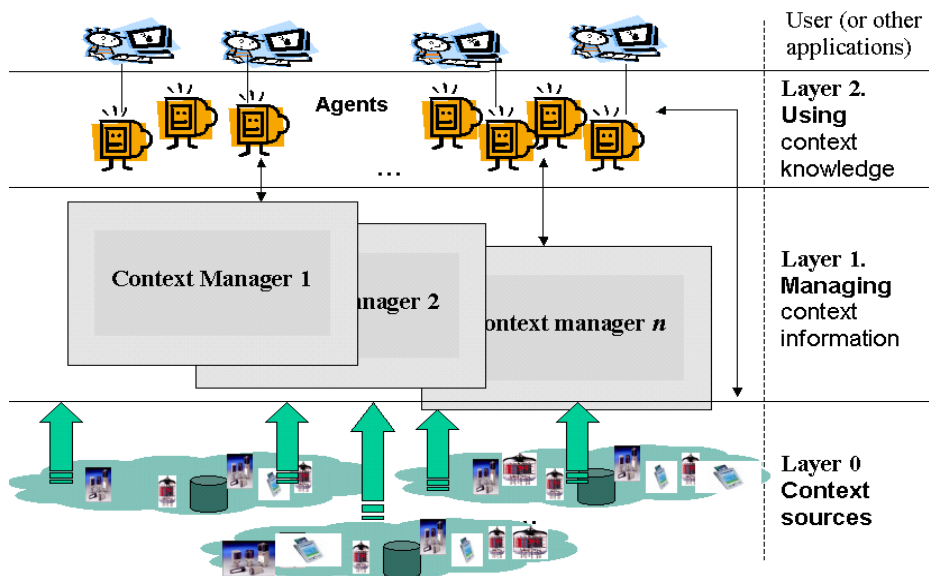 User (or other
applications)
Agents
Layer 2.
Using
context
knowledge
...
Context Manager 1
anager 2
ontext manager n
Layer 1.
Managing
context
information
Layer 0
Context
sources
..